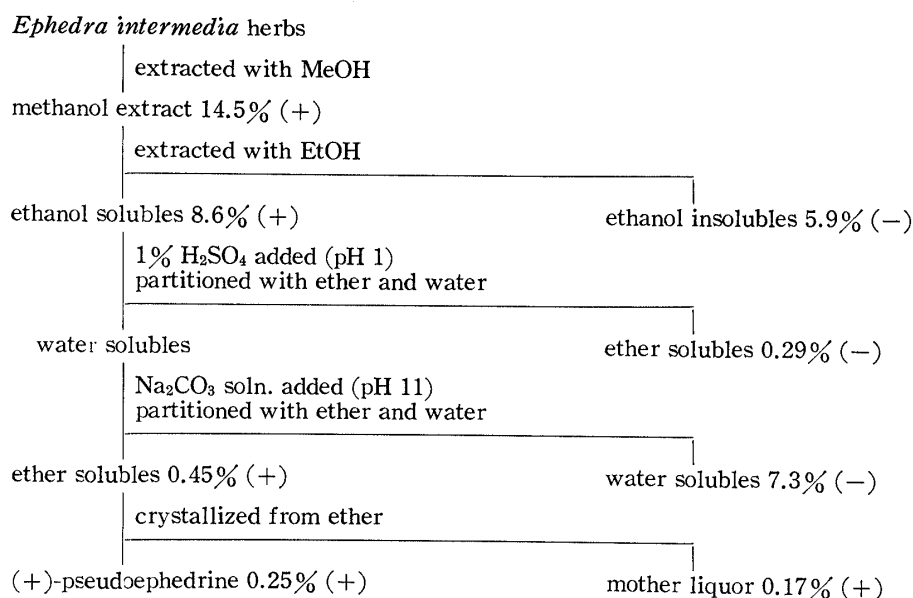 Ephedra intermedia herbs
extracted with MeOH
methanol extract 14.5% (+)
extracted with EtOH
ethanol solubles 8.6% (+)
ethanol insolubles 5.9% (−)
1% H₂SO₄ added (pH 1)
partitioned with ether and water
water solubles
ether solubles 0.29% (−)
Na₂CO₃ soln. added (pH 11)
partitioned with ether and water
ether solubles 0.45% (+)
water solubles 7.3% (−)
crystallized from ether
(+)-pseudoephedrine 0.25% (+)
mother liquor 0.17% (+)